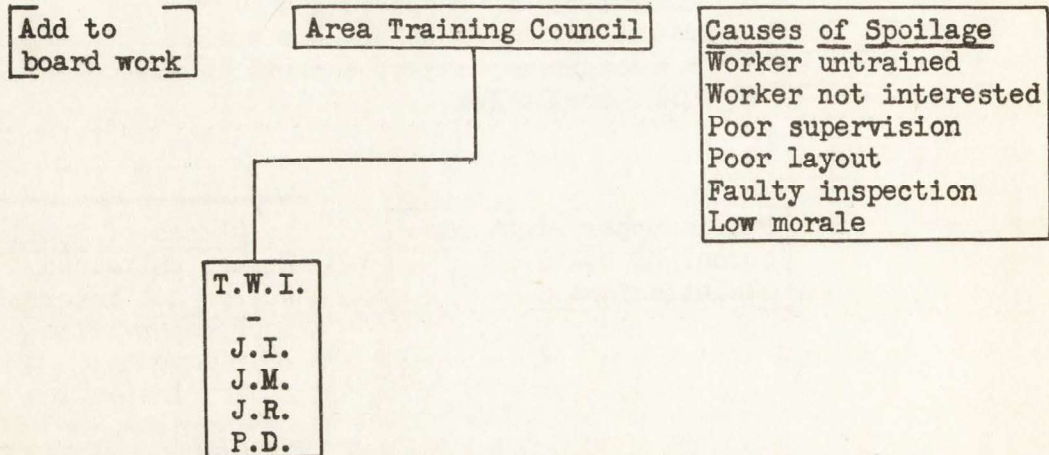 Add to
board work
Area Training Council
Causes of Spoilage
Worker untrained
Worker not interested
Poor supervision
Poor layout
Faulty inspection
Low morale
T.W.I.
-
J.I.
J.M.
J.R.
P.D.